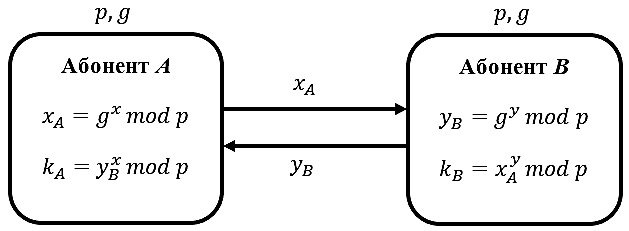 p, g
p, g
Абонент A
x_A = g^x mod p
k_A = y_B^x mod p
x_A
y_B
Абонент B
y_B = g^y mod p
k_B = x_A^y mod p